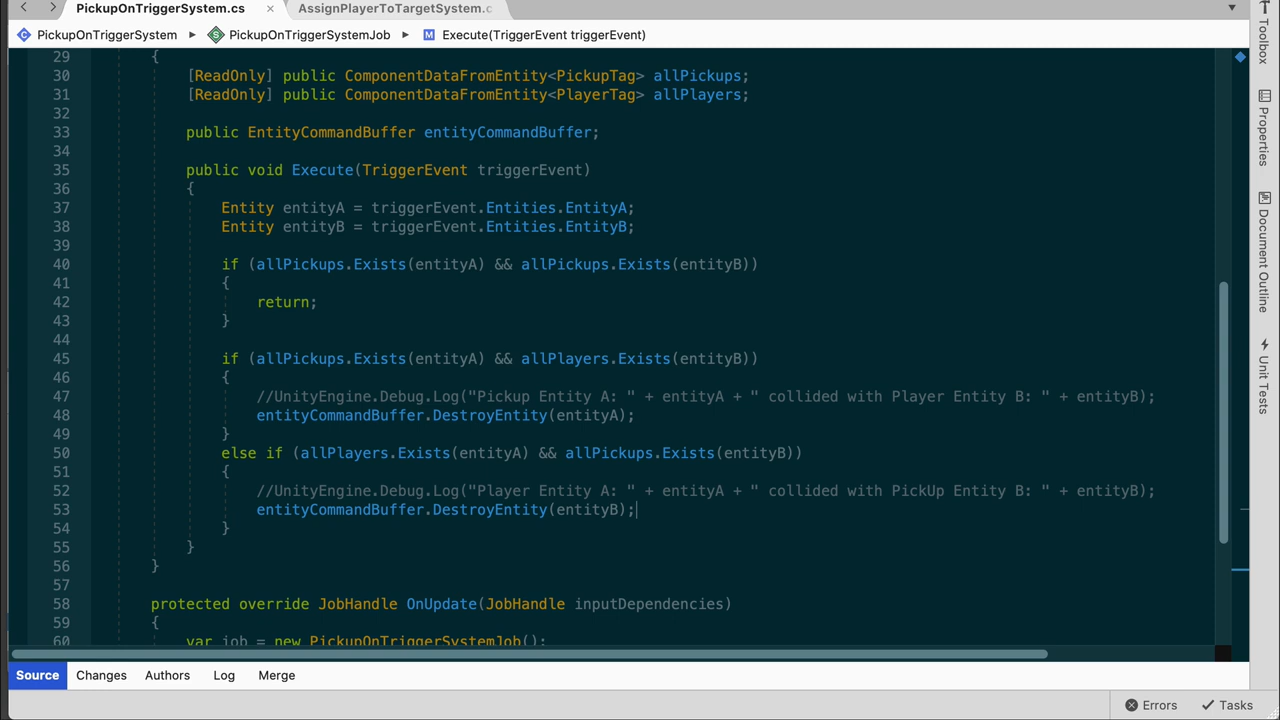 PickupOnTriggerSystem.cs × AssignPlayerToTargetSystem.c
PickupOnTriggerSystem ▶ PickupOnTriggerSystemJob ▶ M Execute(TriggerEvent triggerEvent)
29 {
30 [ReadOnly] public ComponentDataFromEntity<PickupTag> allPickups;
31 [ReadOnly] public ComponentDataFromEntity<PlayerTag> allPlayers;
32
33 public EntityCommandBuffer entityCommandBuffer;
34
35 public void Execute(TriggerEvent triggerEvent)
36 {
37 Entity entityA = triggerEvent.Entities.EntityA;
38 Entity entityB = triggerEvent.Entities.EntityB;
39
40 if (allPickups.Exists(entityA) && allPickups.Exists(entityB))
41 {
42 return;
43 }
44
45 if (allPickups.Exists(entityA) && allPlayers.Exists(entityB))
46 {
47 //UnityEngine.Debug.Log("Pickup Entity A: " + entityA + " collided with Player Entity B: " + entityB);
48 entityCommandBuffer.DestroyEntity(entityA);
49 }
50 else if (allPlayers.Exists(entityA) && allPickups.Exists(entityB))
51 {
52 //UnityEngine.Debug.Log("Player Entity A: " + entityA + " collided with PickUp Entity B: " + entityB);
53 entityCommandBuffer.DestroyEntity(entityB);
54 }
55 }
56 }
57
58 protected override JobHandle OnUpdate(JobHandle inputDependencies)
59 {
60 var job = new PickupOnTriggerSystemJob();
Source Changes Authors Log Merge
Errors Tasks
Toolbox
Properties
Document Outline
Unit Tests